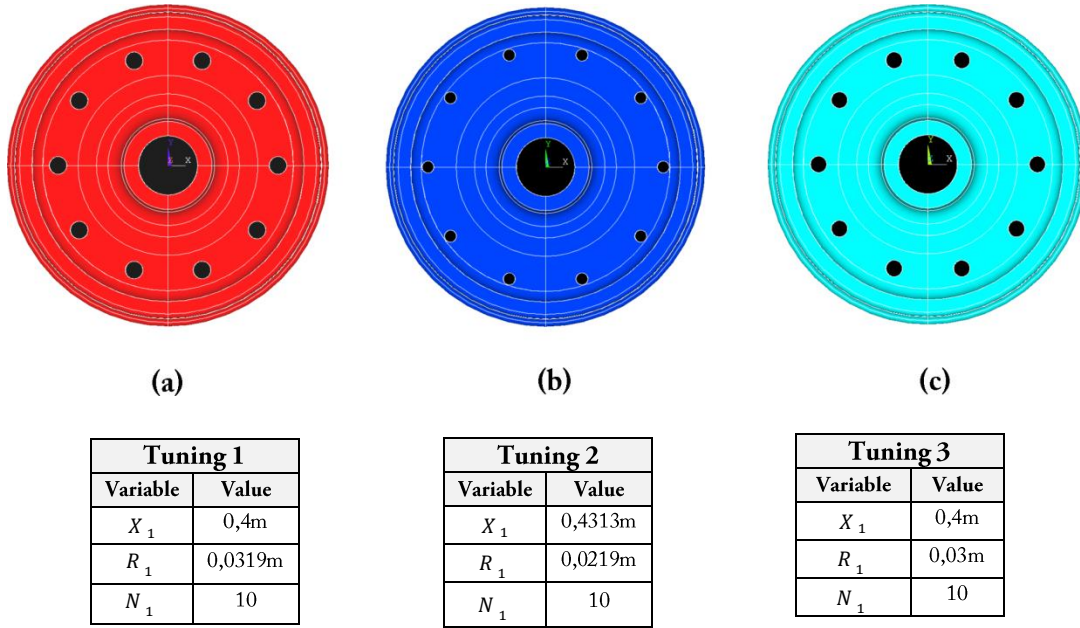 Y
X
Y
X
Y
X
(a)
(b)
(c)
Tuning 1
Variable Value
X 1 0,4m
R 1 0,0319m
N 1 10
Tuning 2
Variable Value
X 1 0,4313m
R 1 0,0219m
N 1 10
Tuning 3
Variable Value
X 1 0,4m
R 1 0,03m
N 1 10